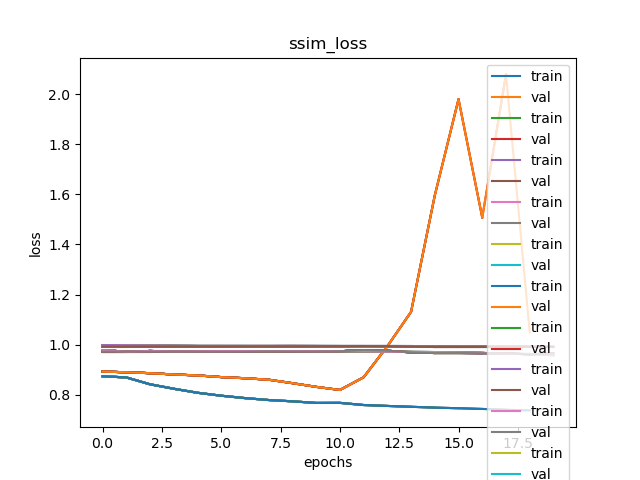 ssim_loss
2.0
1.8
1.6
1.4
1.2
1.0
0.8
loss
0.0
2.5
5.0
7.5
10.0
12.5
15.0
17.5
epochs
train
val
train
val
train
val
train
val
train
val
train
val
train
val
train
val
train
val
train
val